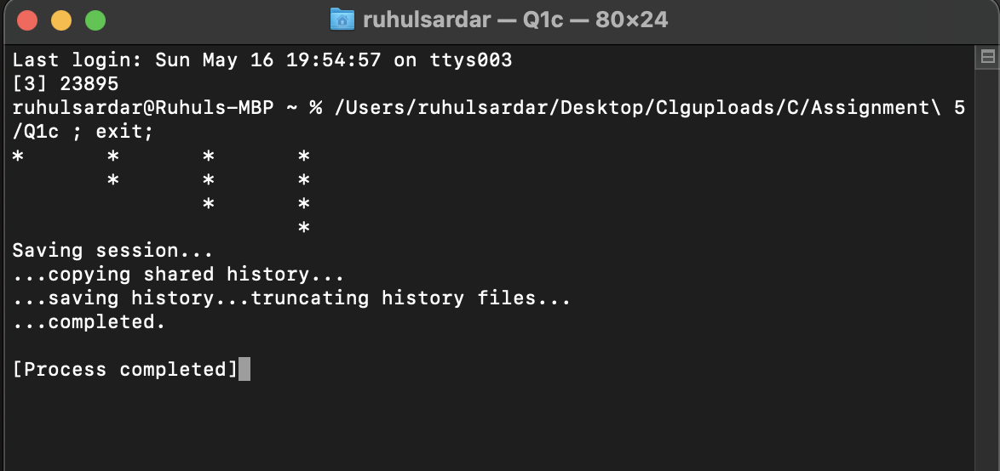 ruhulsardar — Q1c — 80×24
Last login: Sun May 16 19:54:57 on ttys003
[3] 23895
ruhulsardar@Ruhuls-MBP ~ % /Users/ruhulsardar/Desktop/Clguploads/C/Assignment\ 5
/Q1c ; exit;
*       *       *       *
        *       *       *
                *       *
                        *
Saving session...
...copying shared history...
...saving history...truncating history files...
...completed.

[Process completed]